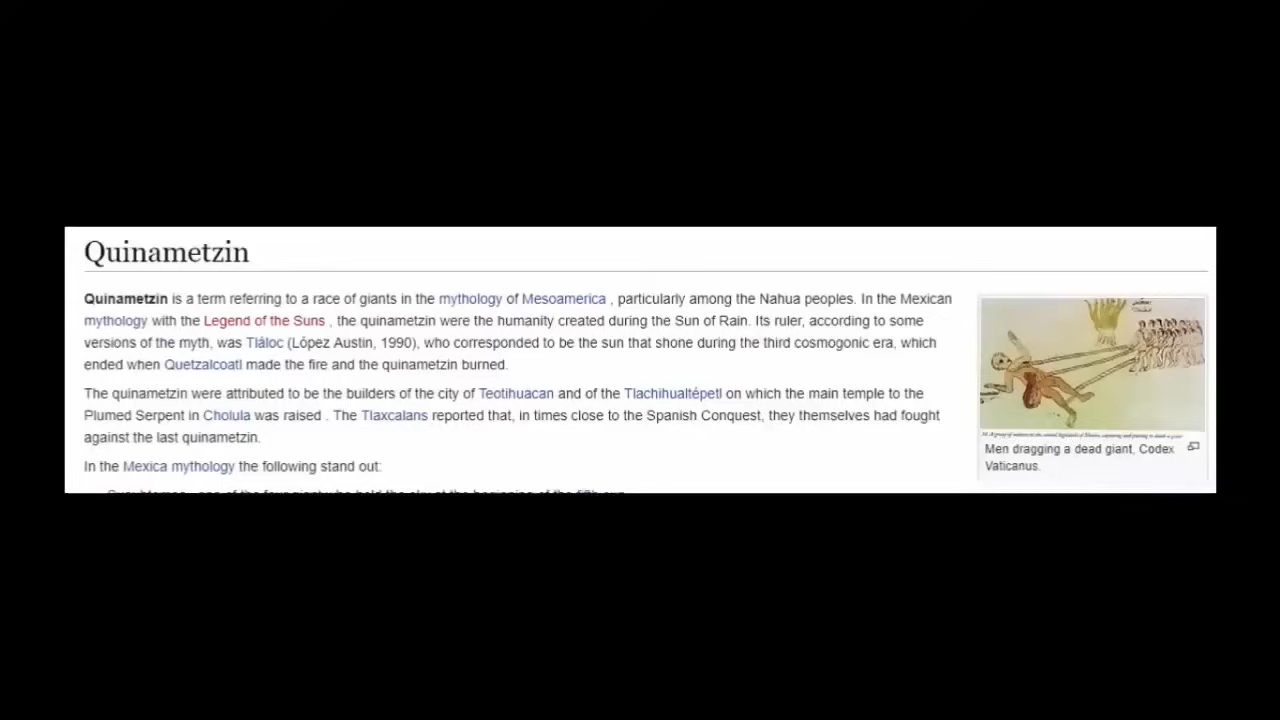 Quinametzin
Quinametzin is a term referring to a race of giants in the mythology of Mesoamerica , particularly among the Nahua peoples. In the Mexican
mythology with the Legend of the Suns , the quinametzin were the humanity created during the Sun of Rain. Its ruler, according to some
versions of the myth, was Tláloc (López Austin, 1990), who corresponded to be the sun that shone during the third cosmogonic era, which
ended when Quetzalcoatl made the fire and the quinametzin burned.
The quinametzin were attributed to be the builders of the city of Teotihuacan and of the Tlachihualtépetl on which the main temple to the
Plumed Serpent in Cholula was raised . The Tlaxcalans reported that, in times close to the Spanish Conquest, they themselves had fought
against the last quinametzin.
In the Mexica mythology the following stand out:
Men dragging a dead giant, Codex
Vaticanus.